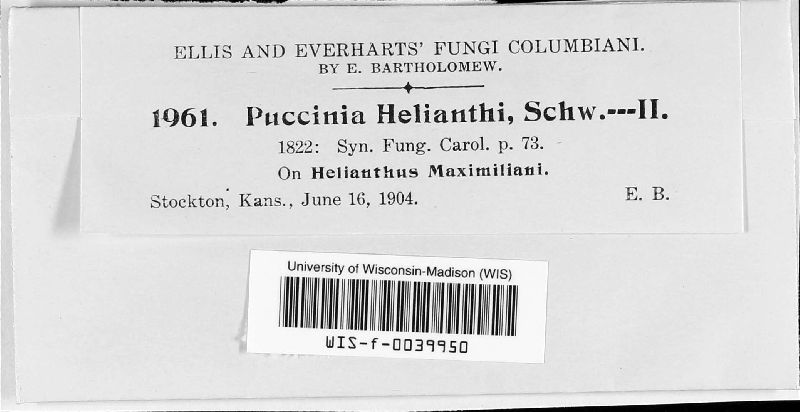 ELLIS AND EVERHARTS' FUNGI COLUMBIANI.
BY E. BARTHOLOMEW.
1961. Puccinia Helianthi, Schw.---II.
1822: Syn. Fung. Carol. p. 73.
On Helianthus Maximiliani.
Stockton, Kans., June 16, 1904. E. B.
University of Wisconsin-Madison (WIS)
WIS-f-0039950